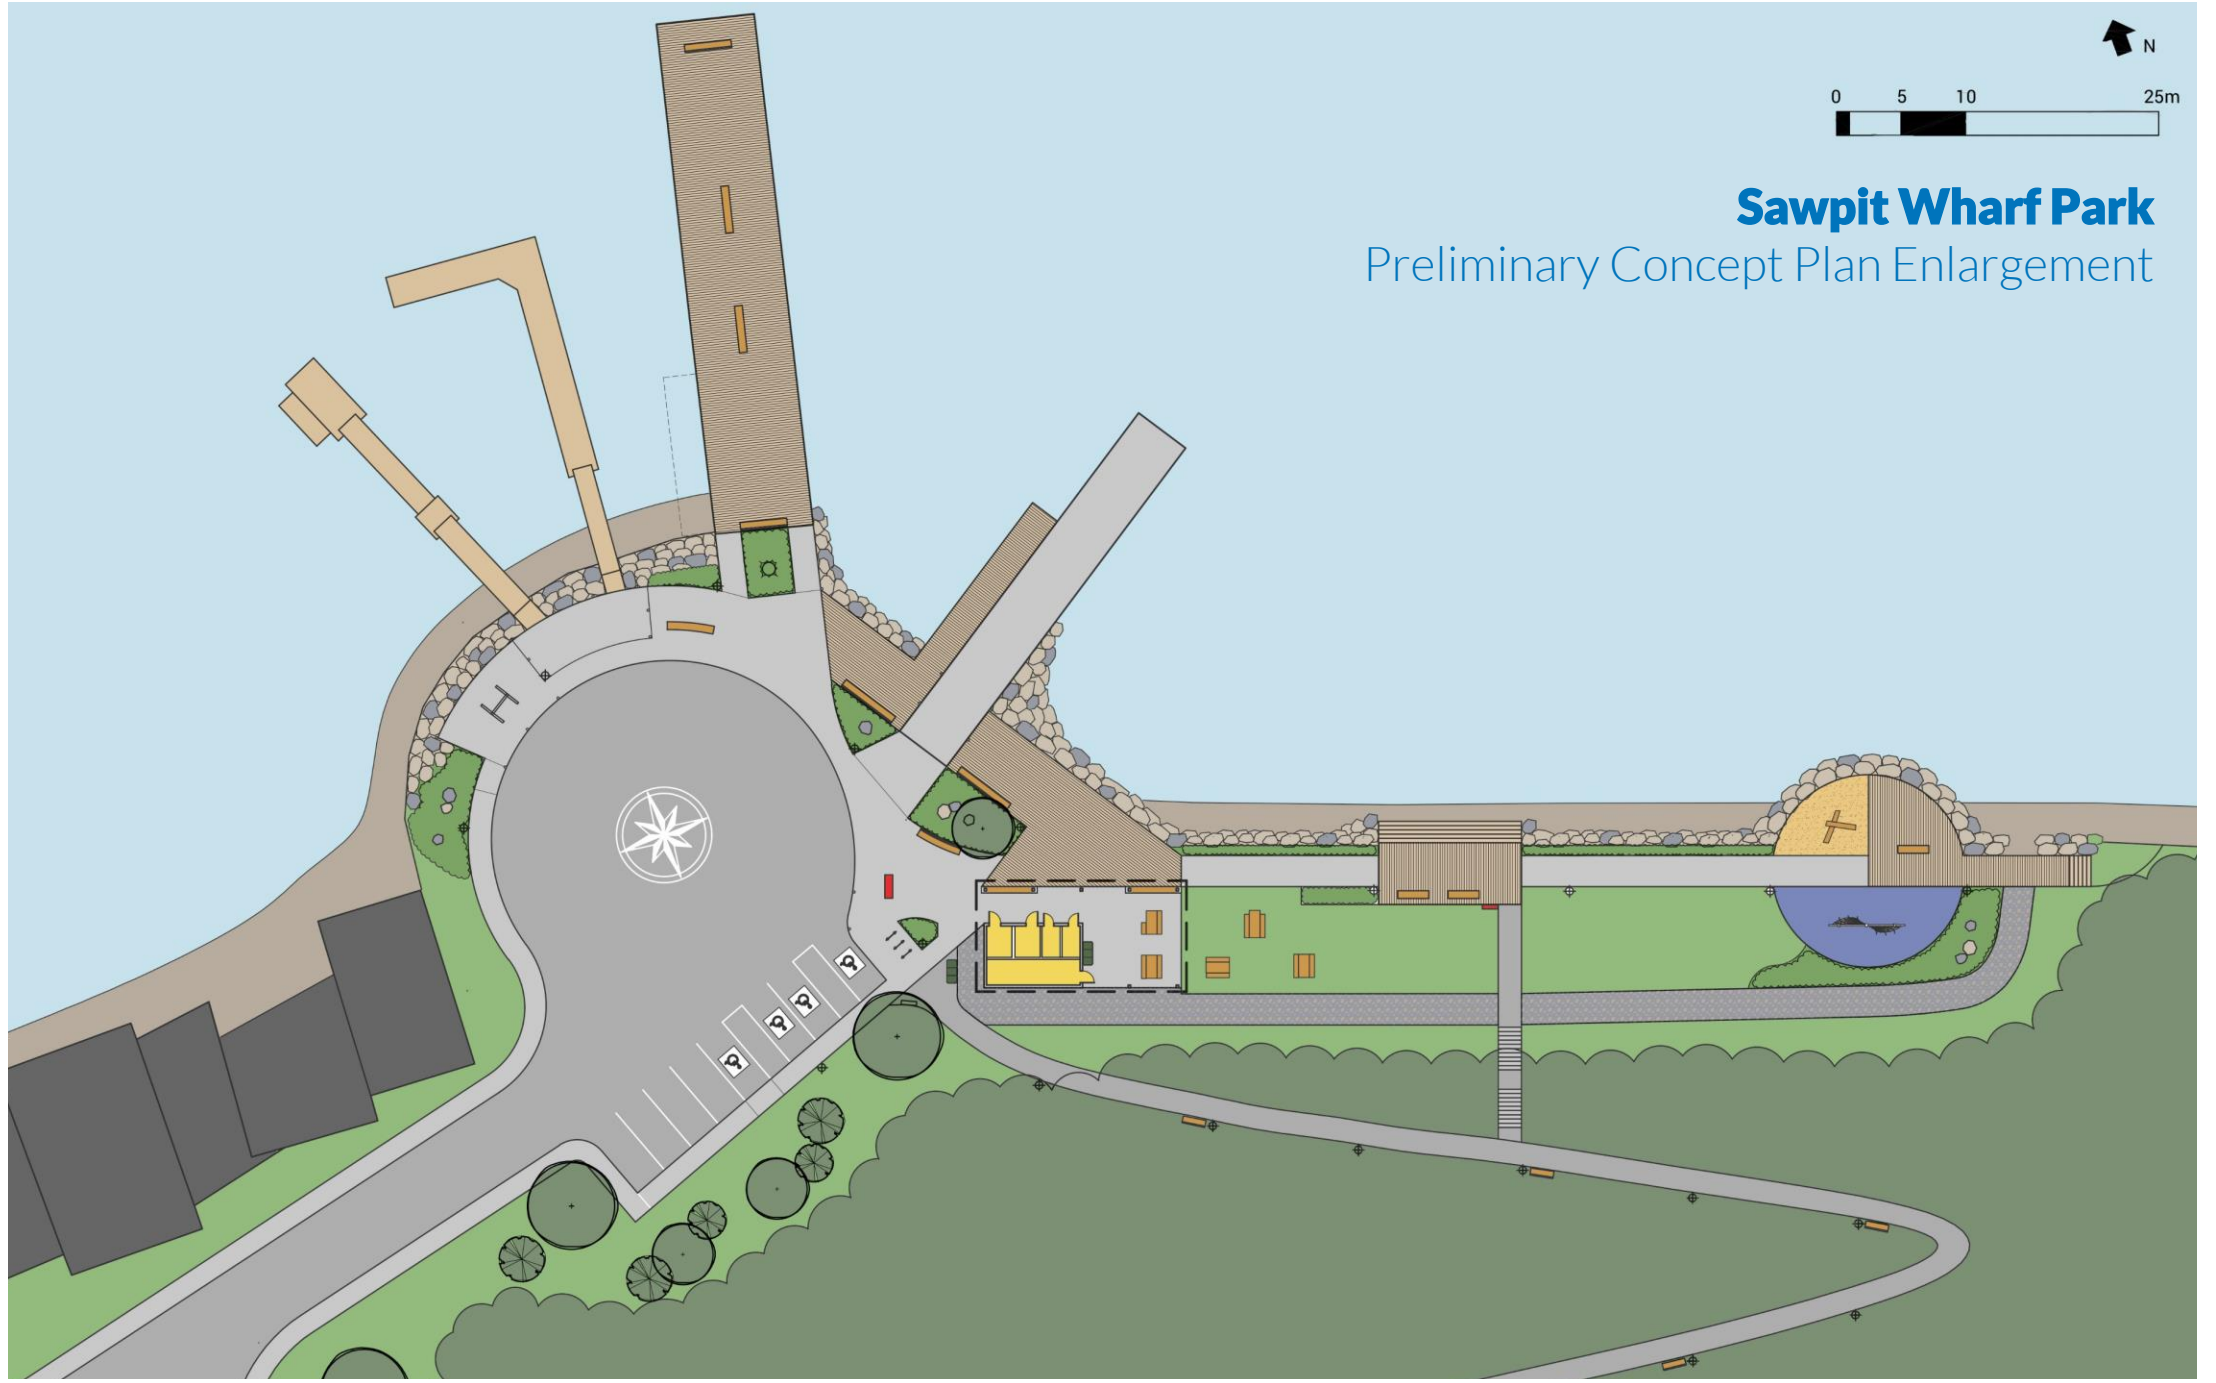 N
0 5 10 25m
Sawpit Wharf Park
Preliminary Concept Plan Enlargement
H